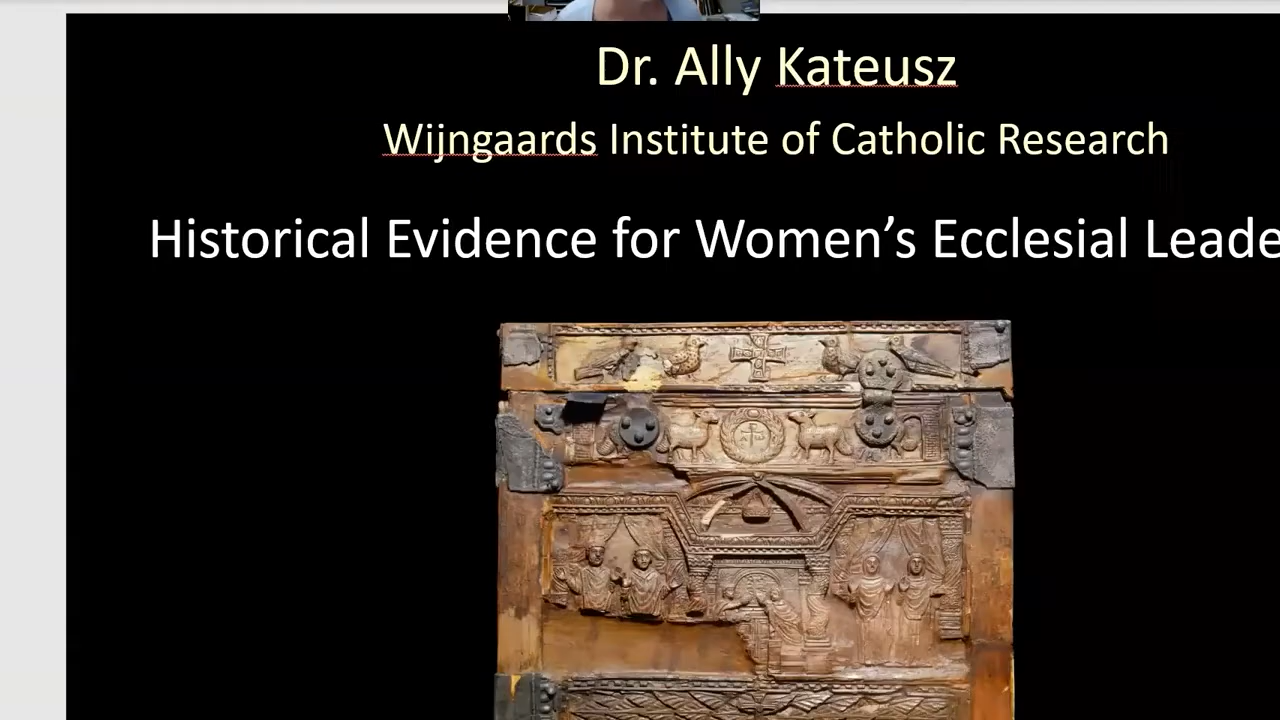 Dr. Ally Kateusz
Wijngaards Institute of Catholic Research
Historical Evidence for Women’s Ecclesial Leade